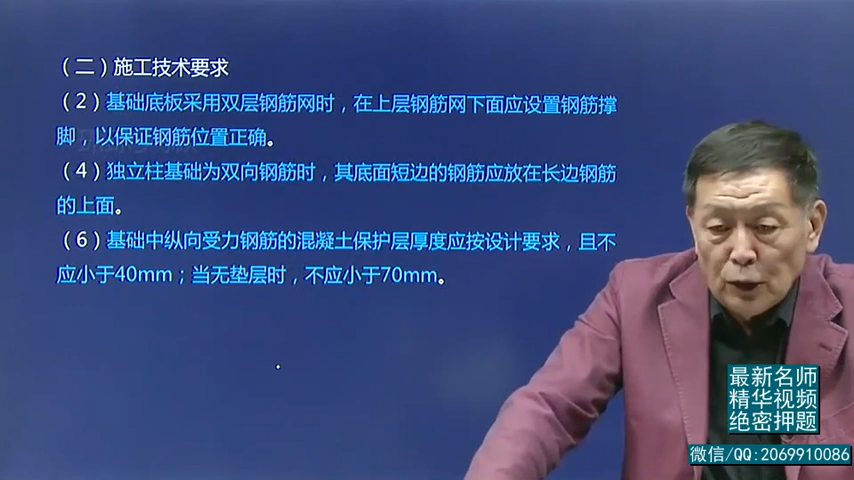 （二）施工技术要求
（2）基础底板采用双层钢筋网时，在上层钢筋网下面应设置钢筋撑
脚，以保证钢筋位置正确。
（4）独立柱基础为双向钢筋时，其底面短边的钢筋应放在长边钢筋
的上面。
（6）基础中纵向受力钢筋的混凝土保护层厚度应按设计要求，且不
应小于40mm；当无垫层时，不应小于70mm。
最新名师
精华视频
绝密押题
微信/QQ:2069910086